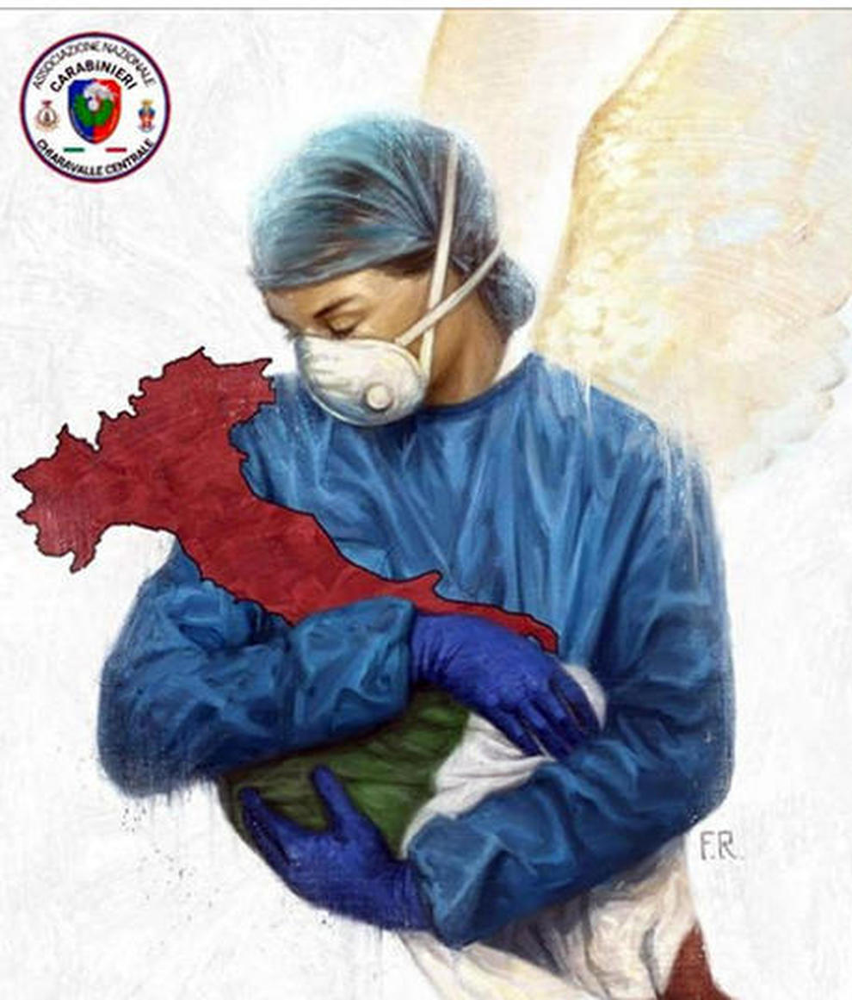 ASSOCIAZIONE NAZIONALE
CARABINIERI
CHIARAVALLE CENTRALE
F.R.